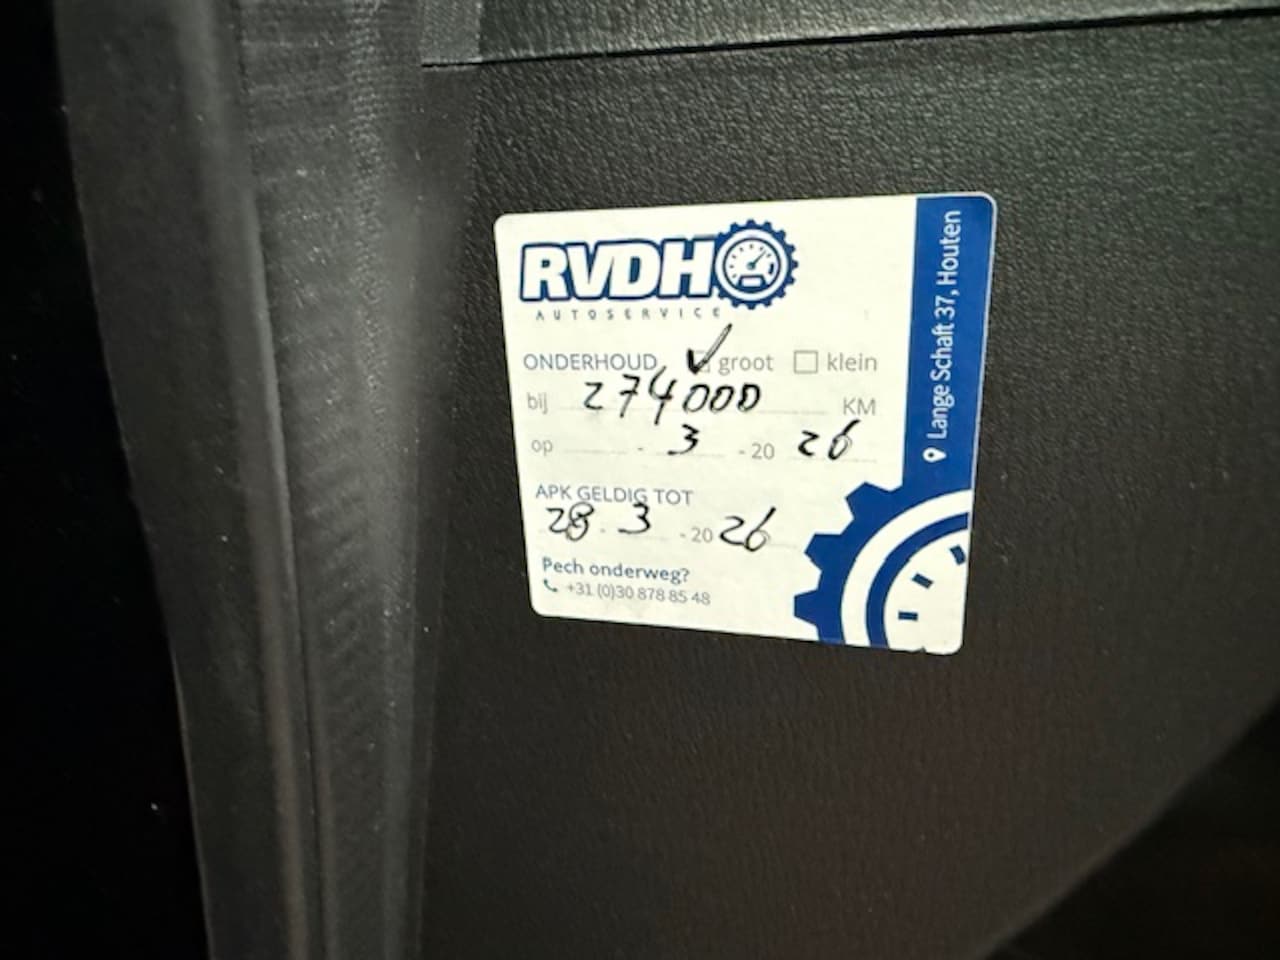 RVDH
AUTOSERVICE
ONDERHOUD groot klein
bij 274000 KM
op - 3 - 20 26
APK GELDIG TOT
28 - 3 - 20 26
Pech onderweg?
+31 (0)30 878 85 48
Lange Schaft 37, Houten